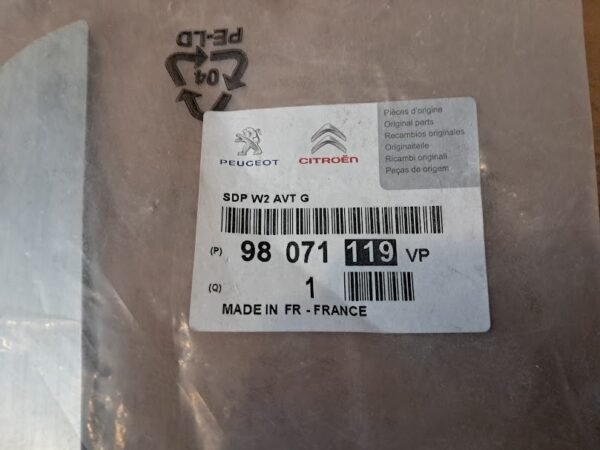 PE-LD
04
PEUGEOT
CITROËN
Pièces d'origine
Original parts
Recambios originales
Originalteile
Ricambi originali
Peças de origem
SDP W2 AVT G
(P) 98 071 119 VP
(Q) 1
MADE IN FR - FRANCE